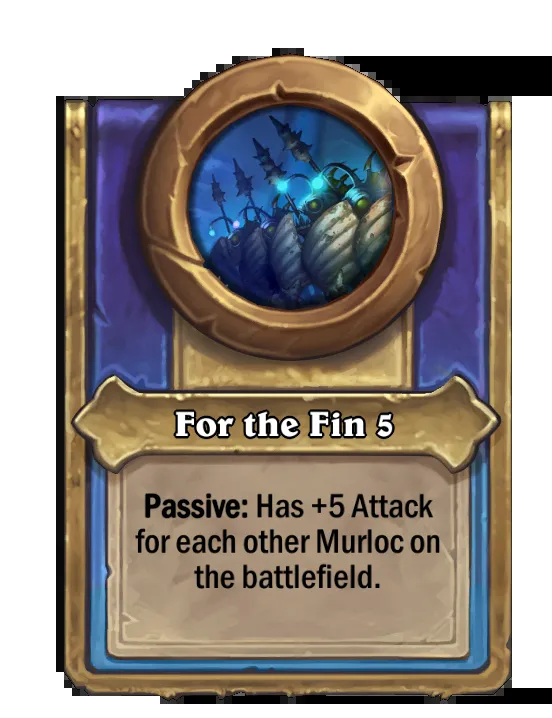 For the Fin 5
Passive: Has +5 Attack
for each other Murloc on
the battlefield.